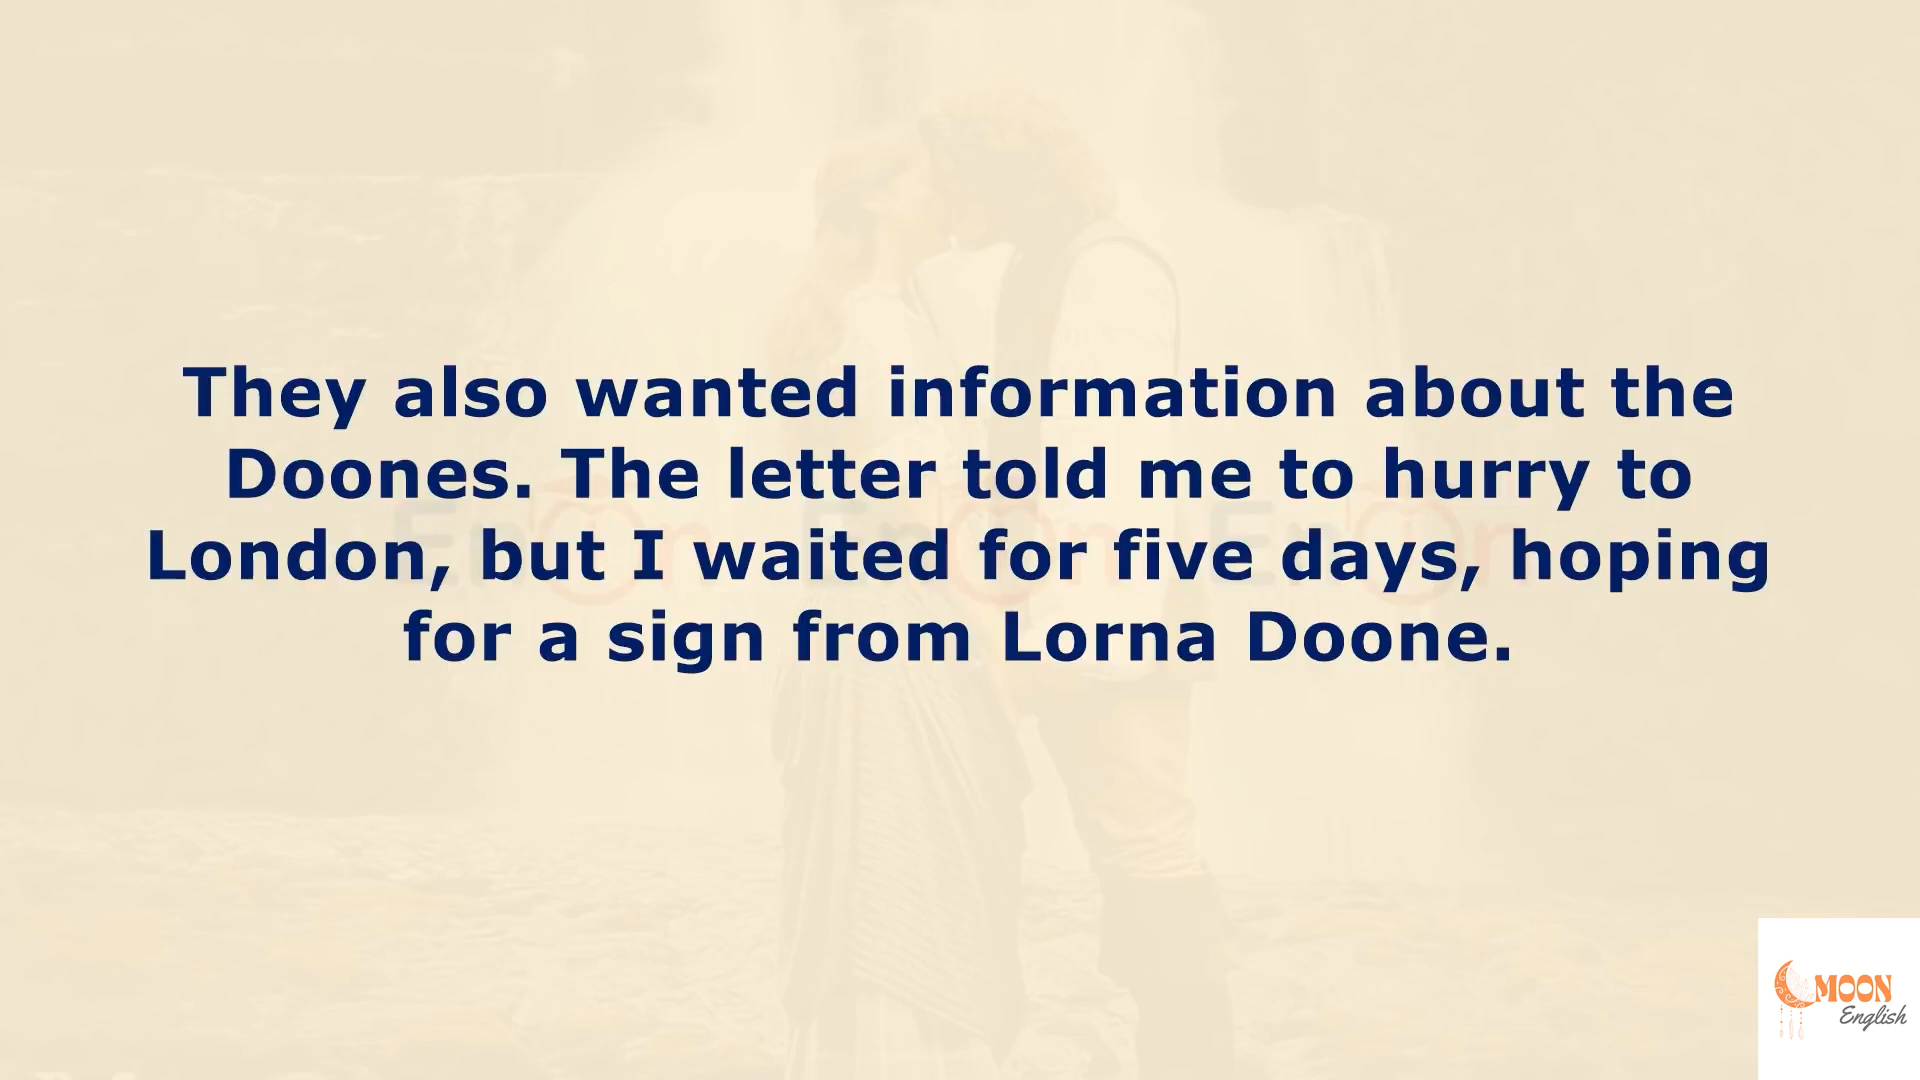 They also wanted information about the
Doones. The letter told me to hurry to
London, but I waited for five days, hoping
for a sign from Lorna Doone.
MOON
English